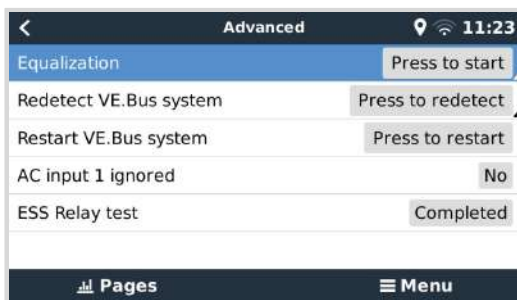 Advanced 11:23
Equalization Press to start
Redetect VE.Bus system Press to redetect
Restart VE.Bus system Press to restart
AC input 1 ignored No
ESS Relay test Completed
Pages Menu